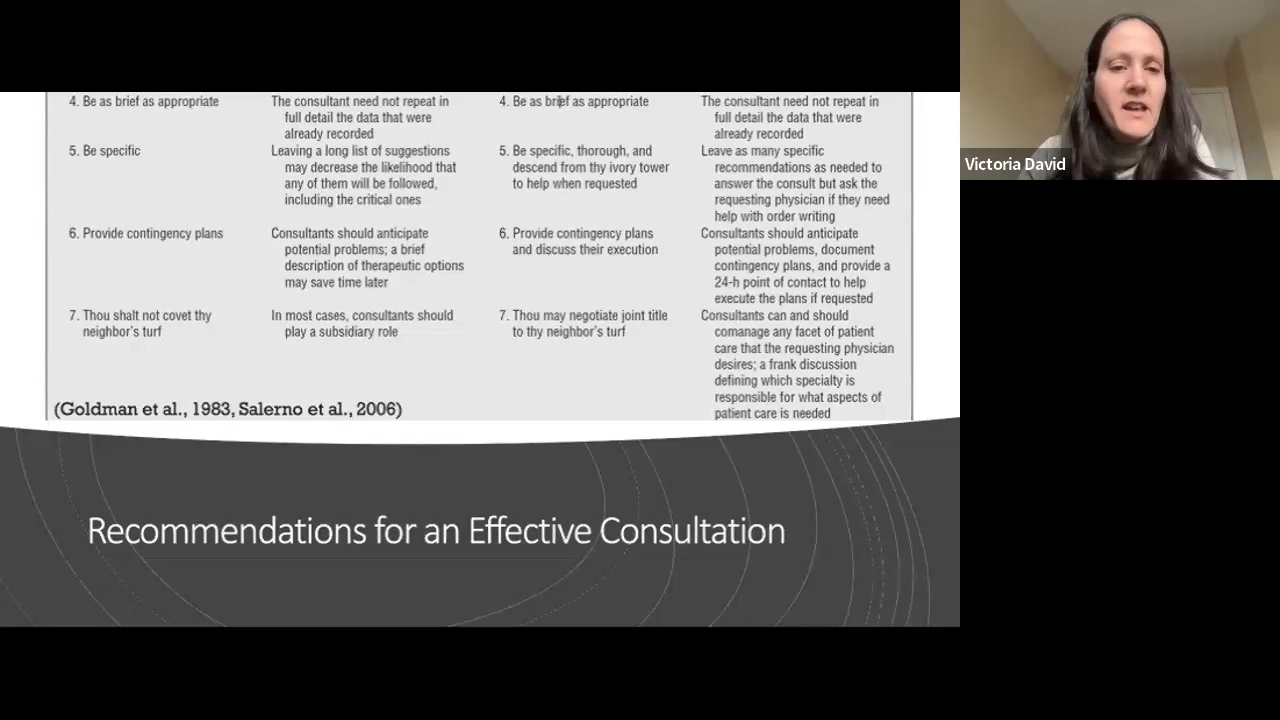 4. Be as brief as appropriate
The consultant need not repeat in
full detail the data that were
already recorded
4. Be as brief as appropriate
The consultant need not repeat in
full detail the data that were
already recorded
5. Be specific
Leaving a long list of suggestions
may decrease the likelihood that
any of them will be followed,
including the critical ones
5. Be specific, thorough, and
descend from thy ivory tower
to help when requested
Leave as many specific
recommendations as needed to
answer the consult but ask the
requesting physician if they need
help with order writing
6. Provide contingency plans
Consultants should anticipate
potential problems; a brief
description of therapeutic options
may save time later
6. Provide contingency plans
and discuss their execution
Consultants should anticipate
potential problems, document
contingency plans, and provide a
24-h point of contact to help
execute the plans if requested
7. Thou shalt not covet thy
neighbor's turf
In most cases, consultants should
play a subsidiary role
7. Thou may negotiate joint title
to thy neighbor's turf
Consultants can and should
comanage any facet of patient
care that the requesting physician
desires; a frank discussion
defining which specialty is
responsible for what aspects of
patient care is needed
(Goldman et al., 1983, Salerno et al., 2006)
Recommendations for an Effective Consultation
Victoria David